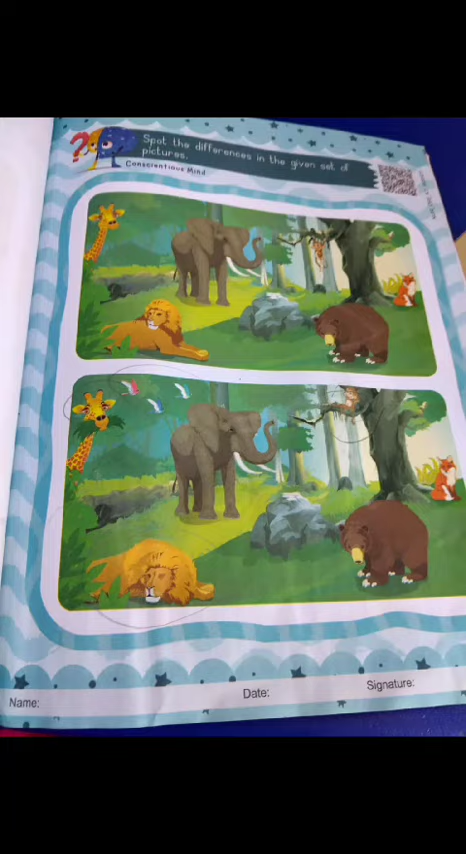 Spot the differences in the given set of
pictures.
Conscientious Mind
Name:
Date:
Signature: